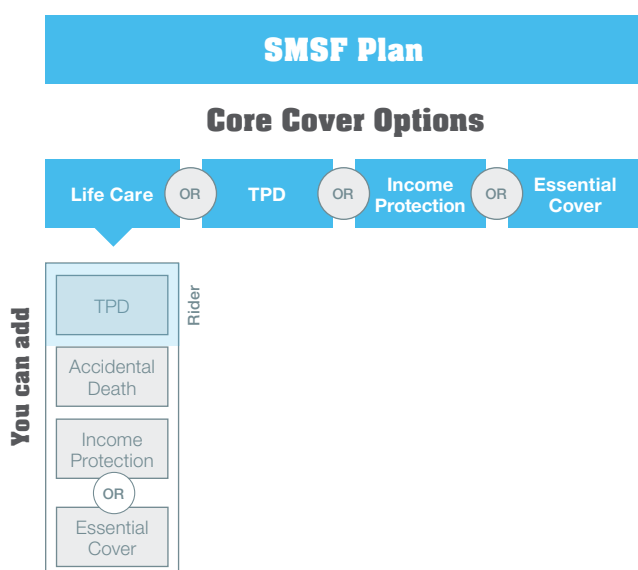 SMSF Plan
Core Cover Options
Life Care
OR
TPD
OR
Income
Protection
OR
Essential
Cover
You can add
TPD
Rider
Accidental
Death
Income
Protection
OR
Essential
Cover